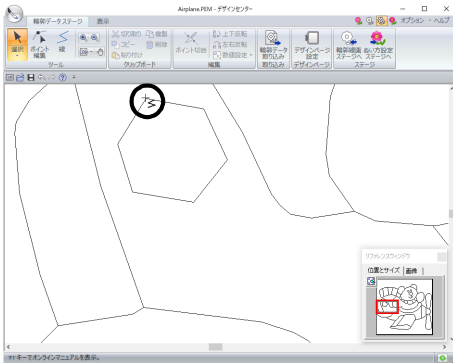 Airplane.PEM - デザインセンター
輪郭データステージ 表示
オプション ヘルプ
選択
ポイント編集
線
ツール
切り取り
複製
コピー
削除
貼り付け
クリップボード
ポイント切替
上下反転
左右反転
数値設定
編集
輪郭データ取り込み
取り込み
デザインページ設定
デザインページ
輪郭線画ステージへ
ぬい方設定ステージへ
ステージ
リファレンスウィンドウ
位置とサイズ 画像
F1キーでオンラインマニュアルを表示。